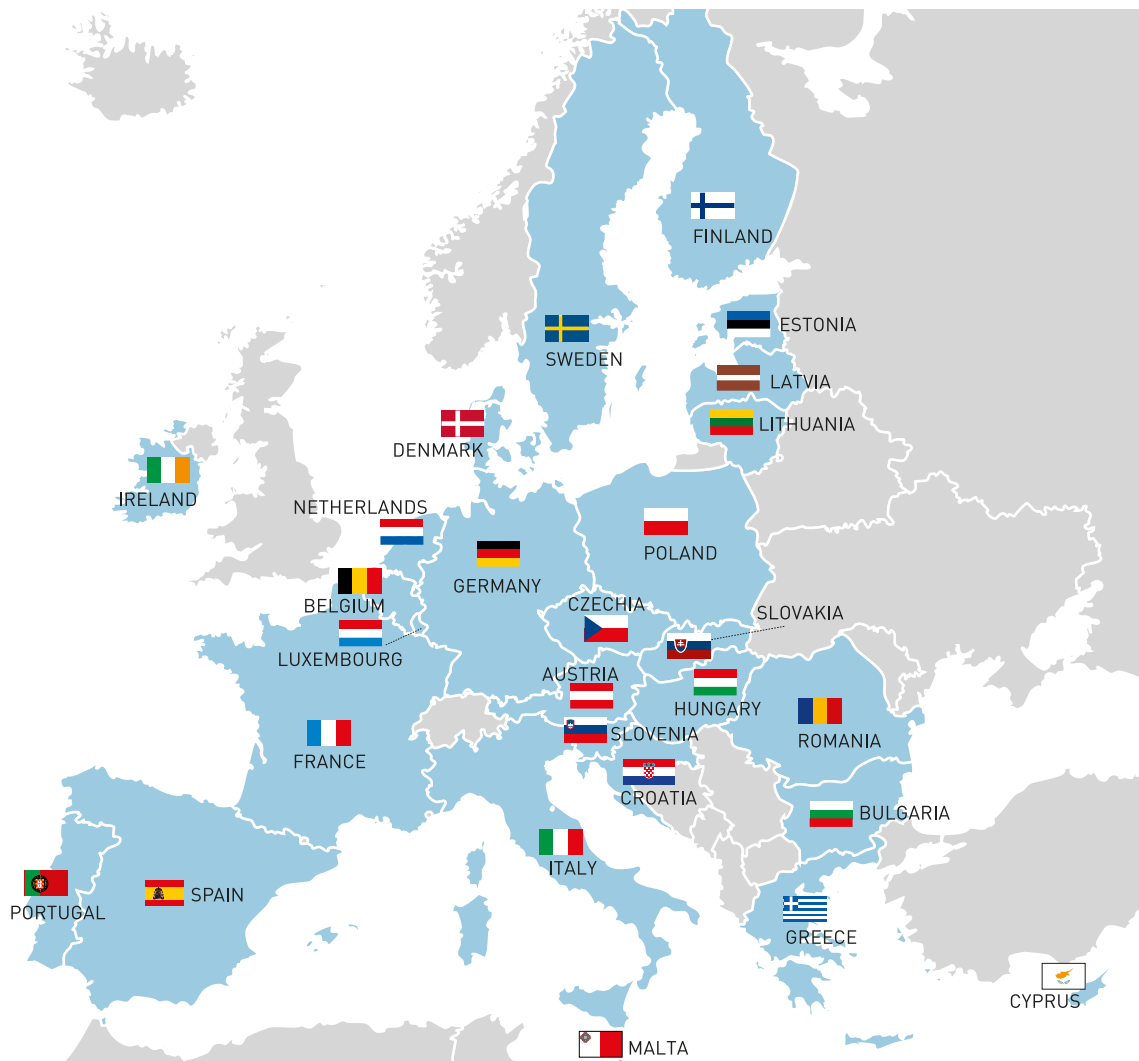 FINLAND
ESTONIA
SWEDEN
LATVIA
LITHUANIA
DENMARK
IRELAND
NETHERLANDS
POLAND
GERMANY
BELGIUM
CZECHIA
SLOVAKIA
LUXEMBOURG
AUSTRIA
HUNGARY
SLOVENIA
ROMANIA
FRANCE
CROATIA
BULGARIA
ITALY
SPAIN
PORTUGAL
GREECE
CYPRUS
MALTA